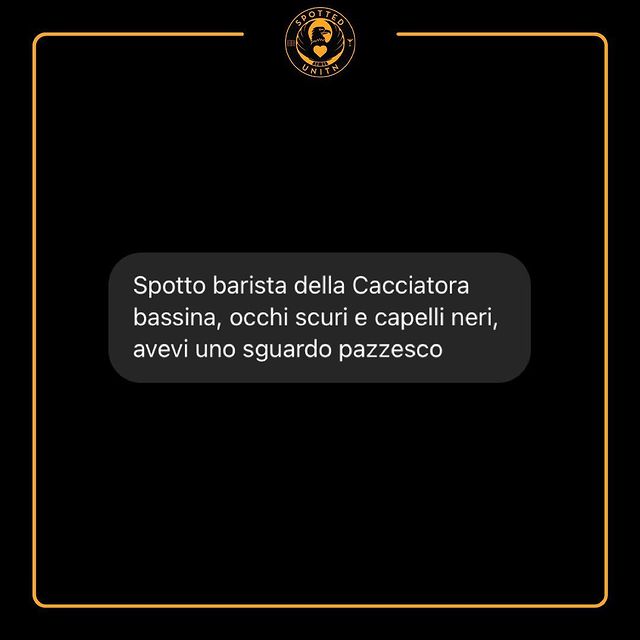 SPOTTED
UNITN
Spotto barista della Cacciatora
bassina, occhi scuri e capelli neri,
avevi uno sguardo pazzesco